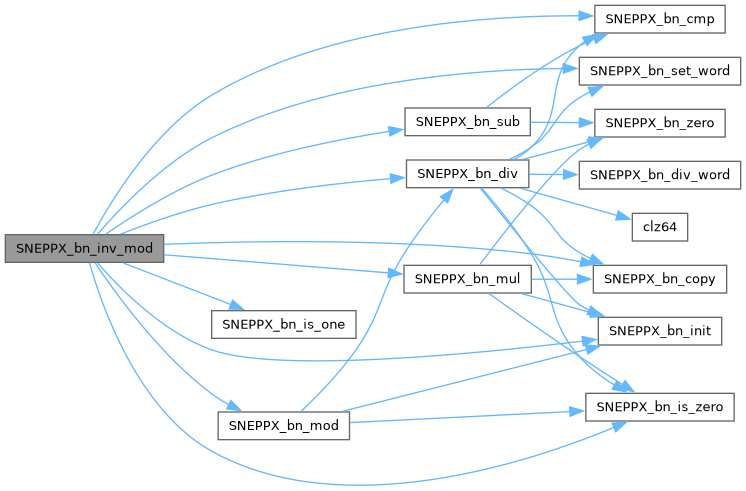 SNEPPX_bn_cmp
SNEPPX_bn_set_word
SNEPPX_bn_sub
SNEPPX_bn_zero
SNEPPX_bn_div
SNEPPX_bn_div_word
clz64
SNEPPX_bn_inv_mod
SNEPPX_bn_mul
SNEPPX_bn_copy
SNEPPX_bn_is_one
SNEPPX_bn_init
SNEPPX_bn_mod
SNEPPX_bn_is_zero